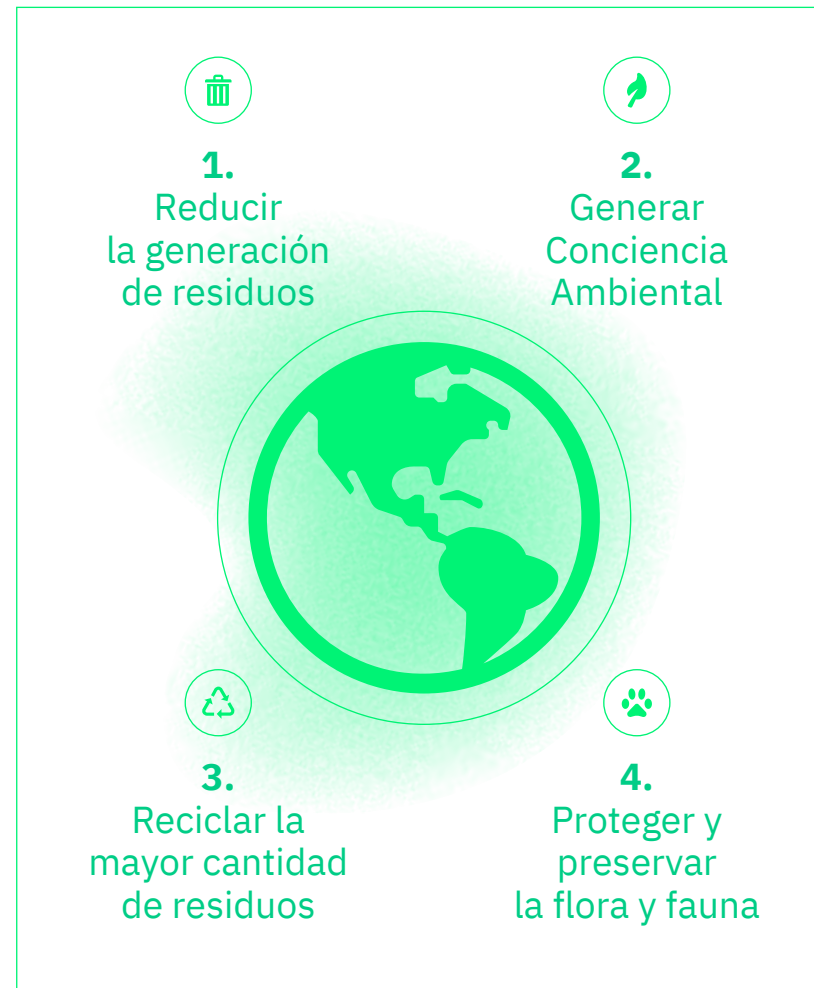 1.
Reducir
la generación
de residuos
2.
Generar
Conciencia
Ambiental
3.
Reciclar la
mayor cantidad
de residuos
4.
Proteger y
preservar
la flora y fauna